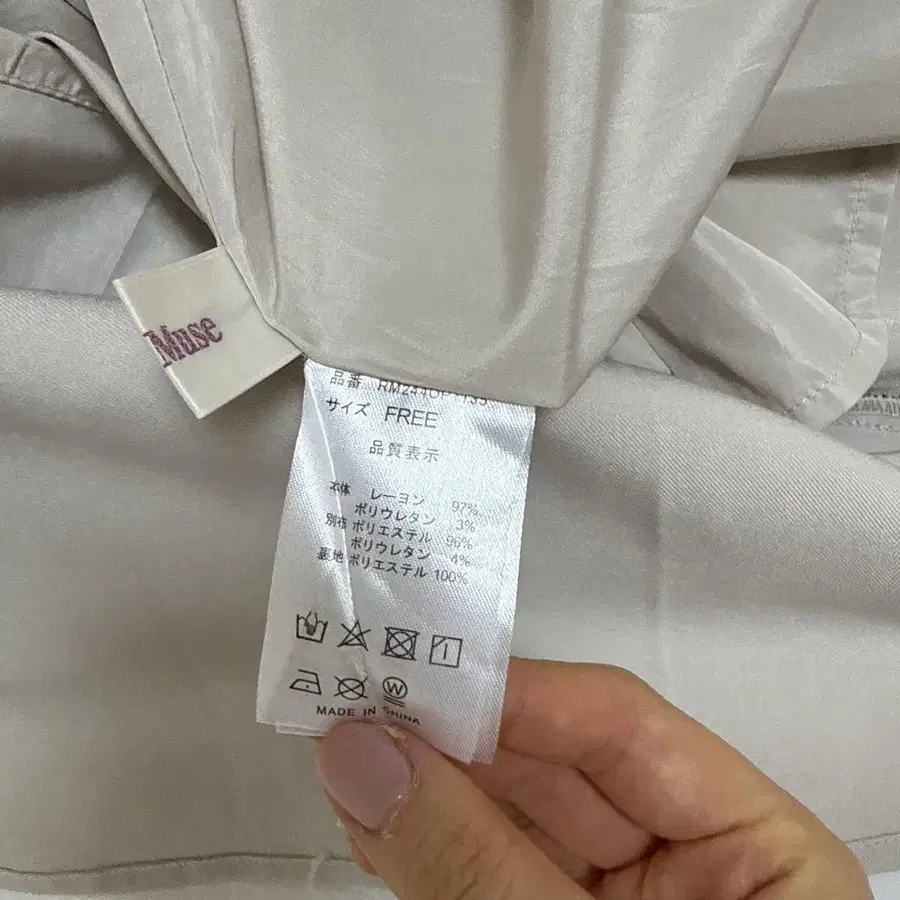 Muse
品番
サイズ FREE
品質表示
本体 レーヨン 97%
ポリウレタン 3%
別布 ポリエステル 96%
ポリウレタン 4%
裏地 ポリエステル 100%
W
MADE IN CHINA